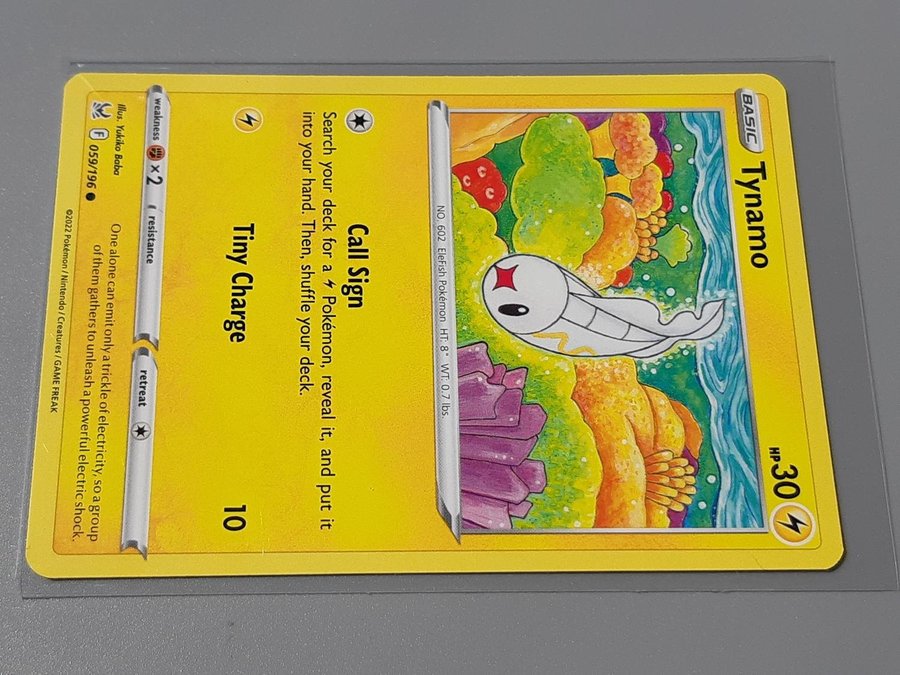 BASIC Tynamo HP 30
NO. 602 EleFish Pokémon HT: 8" WT: 0.7 lbs.
Call Sign
Search your deck for a Pokémon, reveal it, and put it
into your hand. Then, shuffle your deck.
Tiny Charge 10
weakness ×2 resistance retreat
Illus. Yukiko Baba
F 059/196
One alone can emit only a trickle of electricity, so a group
of them gathers to unleash a powerful electric shock.
©2022 Pokémon / Nintendo / Creatures / GAME FREAK